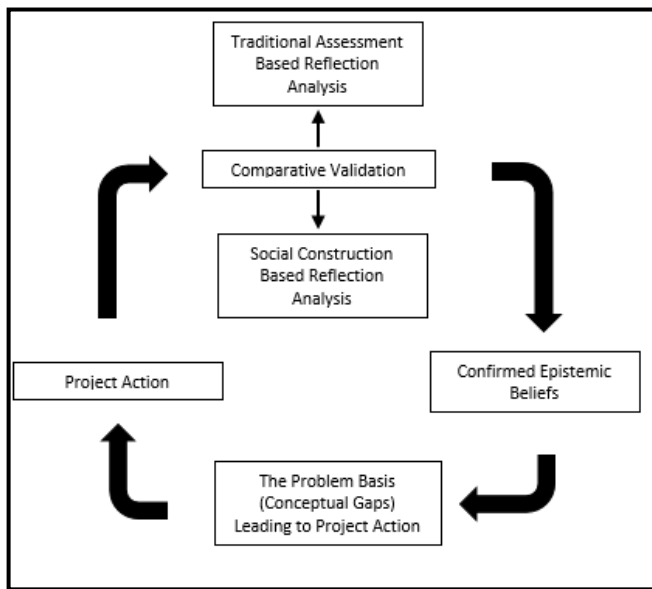 Traditional Assessment
Based Reflection
Analysis
Comparative Validation
Social Construction
Based Reflection
Analysis
Project Action
Confirmed Epistemic
Beliefs
The Problem Basis
(Conceptual Gaps)
Leading to Project Action